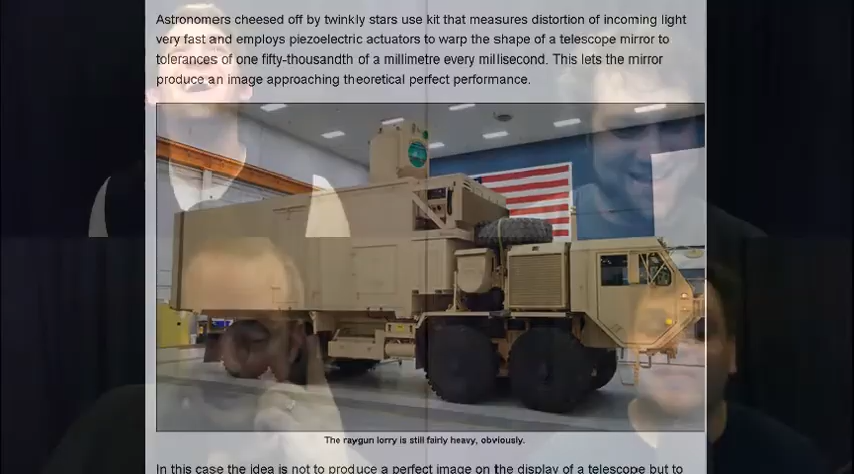 Astronomers cheesed off by twinkly stars use kit that measures distortion of incoming light
very fast and employs piezoelectric actuators to warp the shape of a telescope mirror to
tolerances of one fifty-thousandth of a millimetre every millisecond. This lets the mirror
produce an image approaching theoretical perfect performance.
The raygun lorry is still fairly heavy, obviously.
In this case the idea is not to produce a perfect image on the display of a telescope but to